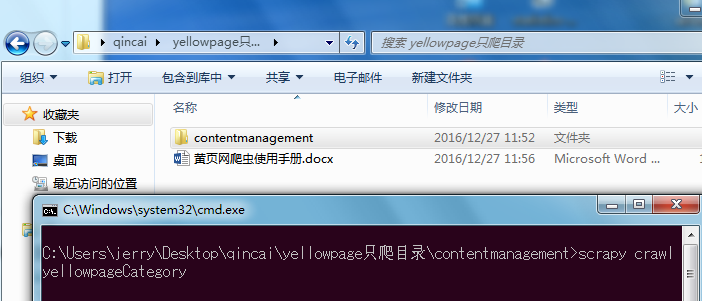 qincai ▸ yellowpage只... ▸
搜索 yellowpage只爬目录
组织 打开 包含到库中 共享 电子邮件 新建文件夹
收藏夹
下载
桌面
最近访问的位置
名称 修改日期 类型 大小
contentmanagement 2016/12/27 11:52 文件夹
黄页网爬虫使用手册.docx 2016/12/27 11:56 Microsoft Word ...
C:\Windows\system32\cmd.exe
C:\Users\jerry\Desktop\qincai\yellowpage只爬目录\contentmanagement>scrapy crawl
yellowpageCategory